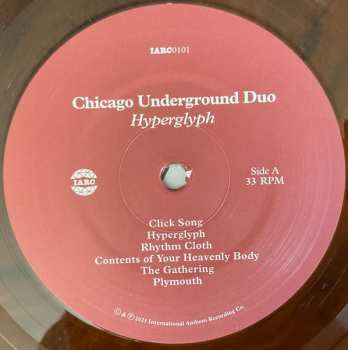 IARC0101
Chicago Underground Duo
Hyperglyph
IARC
Side A
33 RPM
Click Song
Hyperglyph
Rhythm Cloth
Contents of Your Heavenly Body
The Gathering
Plymouth
© & ℗ 2025 International Anthem Recording Co.